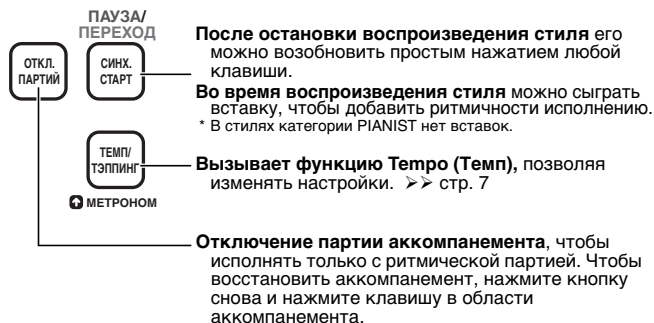 ПАУЗА/
ПЕРЕХОД
ОТКЛ.
ПАРТИЙ
СИНХ.
СТАРТ
После остановки воспроизведения стиля его
можно возобновить простым нажатием любой
клавиши.
Во время воспроизведения стиля можно сыграть
вставку, чтобы добавить ритмичности исполнению.
* В стилях категории PIANIST нет вставок.
ТЕМП/
ТЭППИНГ
МЕТРОНОМ
Вызывает функцию Tempo (Темп), позволяя
изменять настройки. ➢➢ стр. 7
Отключение партии аккомпанемента, чтобы
исполнять только с ритмической партией. Чтобы
восстановить аккомпанемент, нажмите кнопку
снова и нажмите клавишу в области
аккомпанемента.